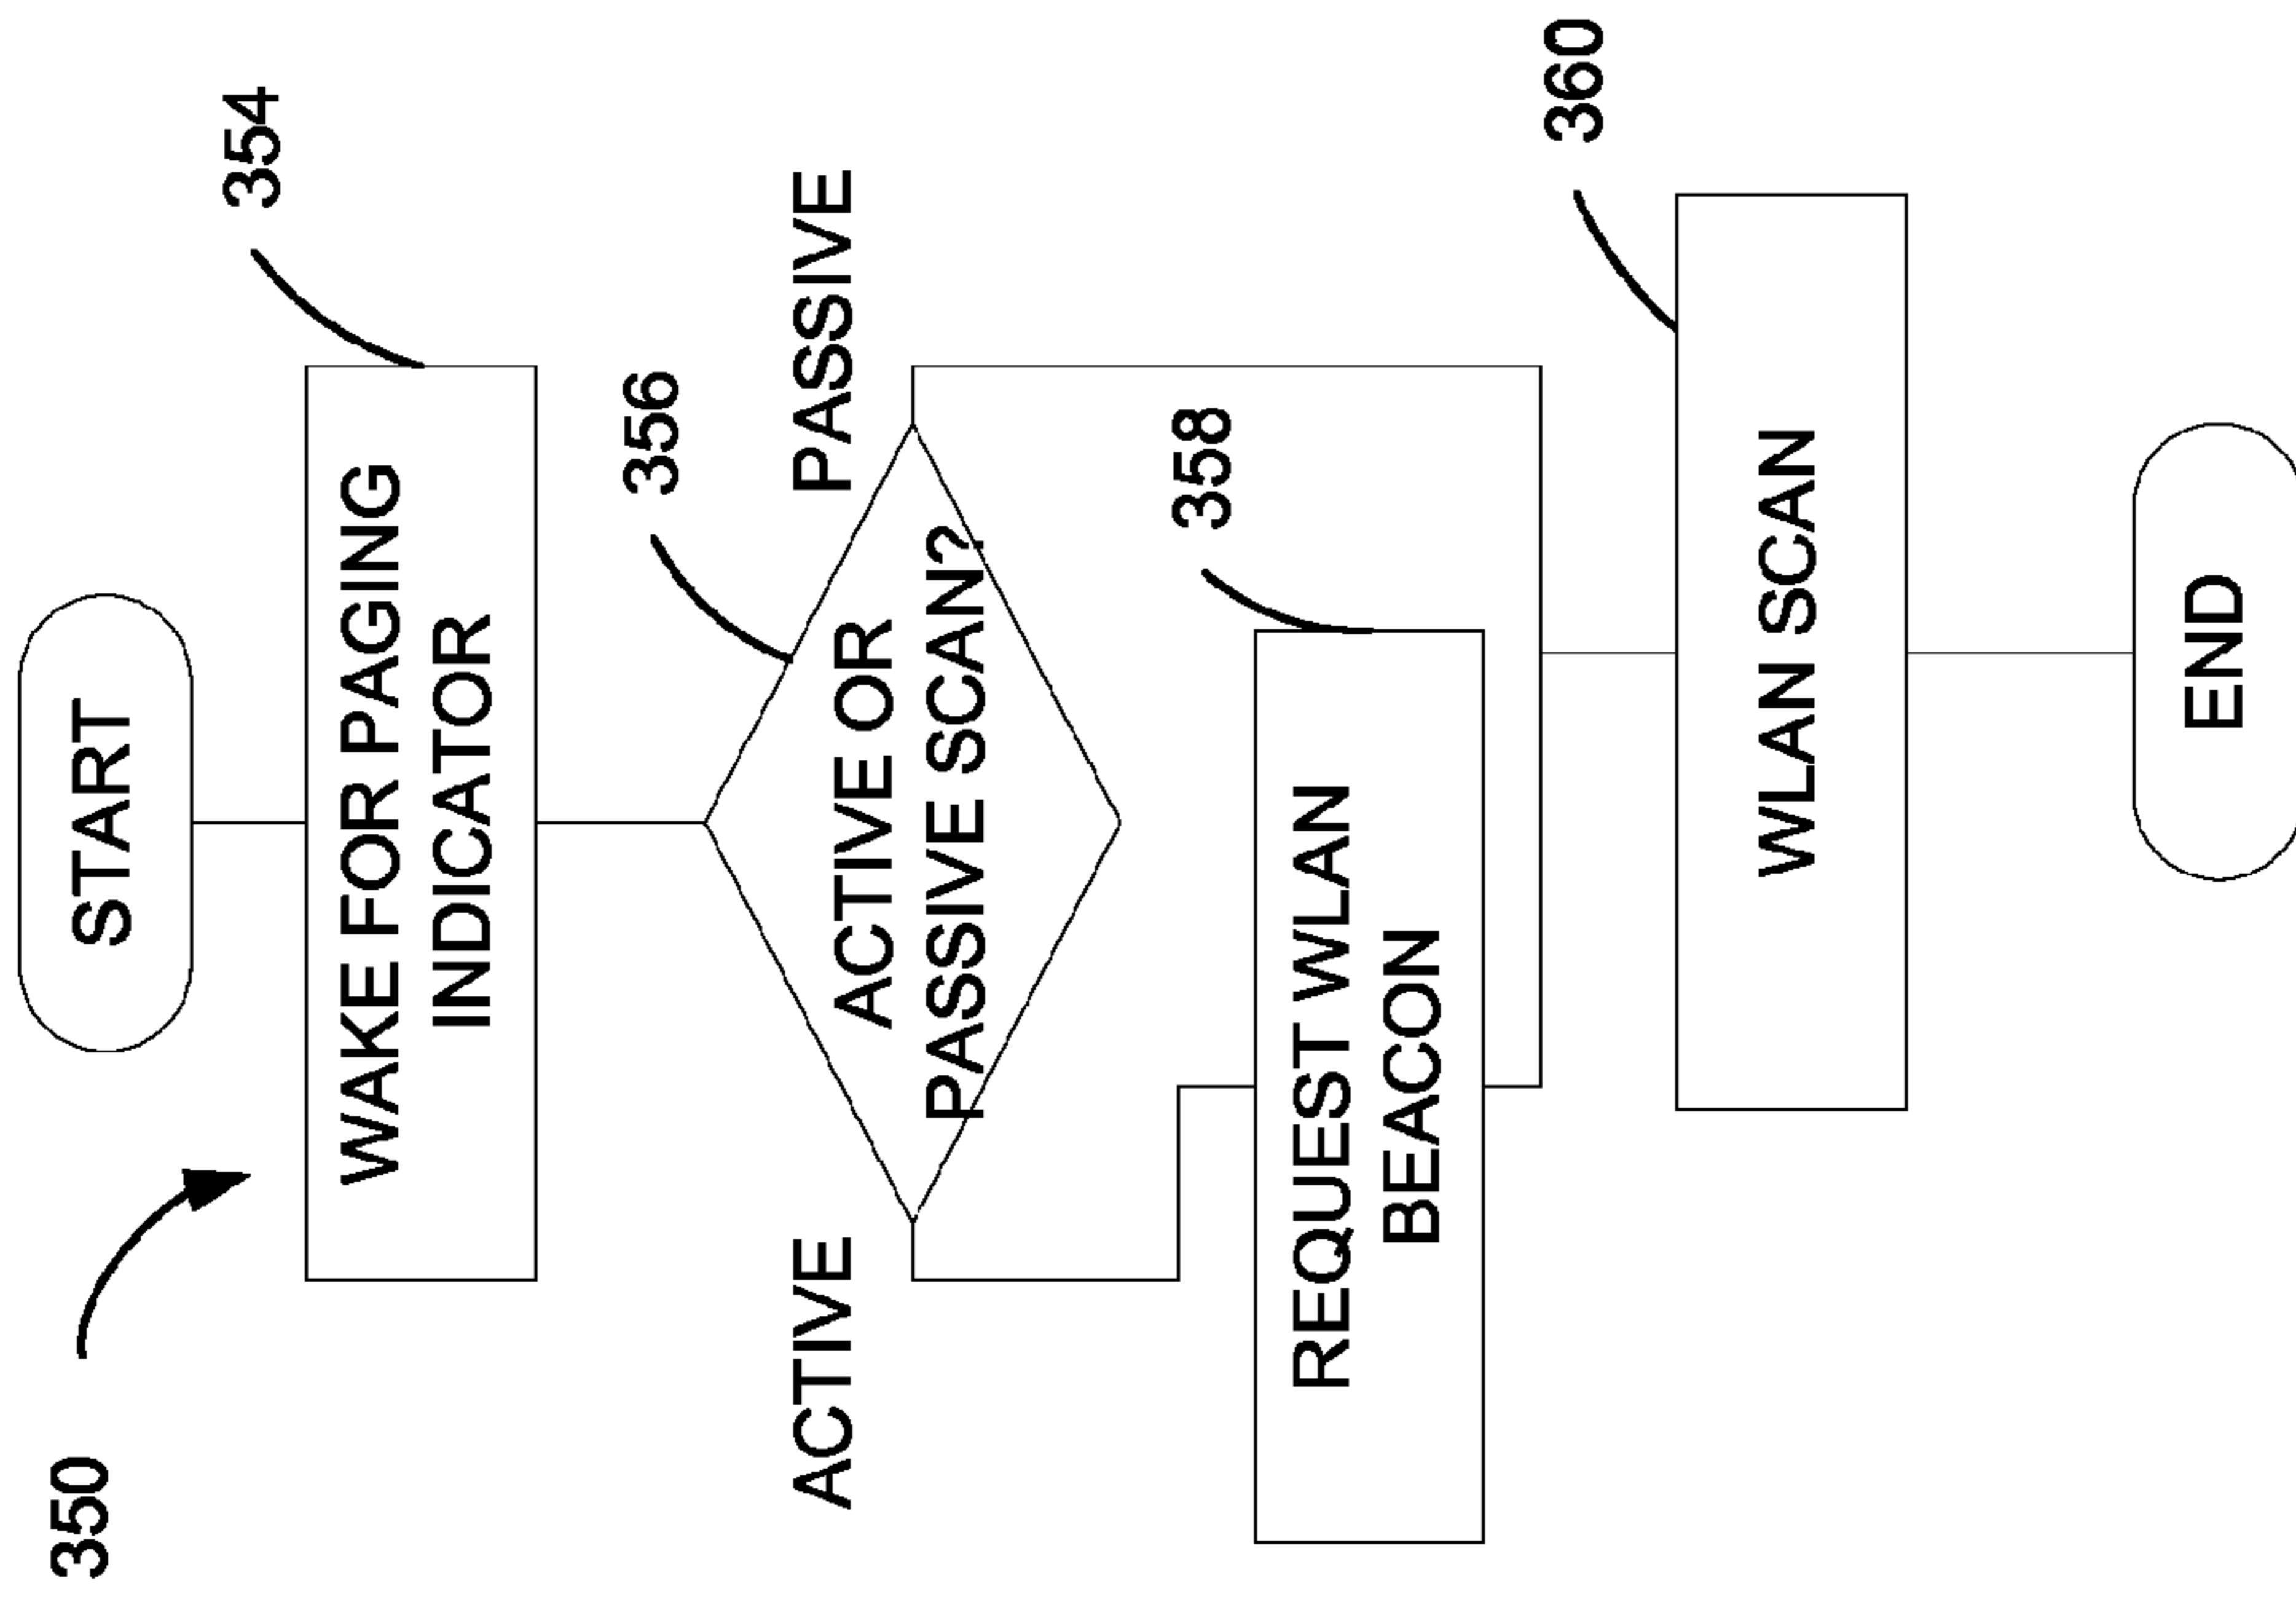 350
START
354
WAKE FOR PAGING
INDICATOR
356
ACTIVE
PASSIVE
ACTIVE OR
PASSIVE SCAN?
358
REQUEST WLAN
BEACON
360
WLAN SCAN
END